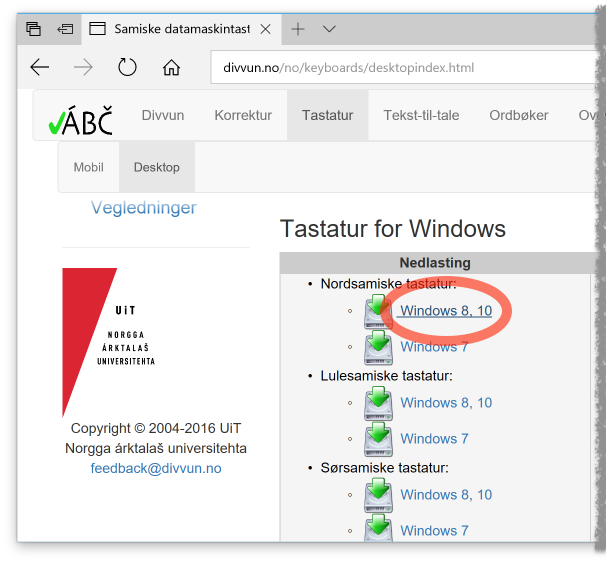 Samiske datamaskintast
divvun.no/no/keyboards/desktopindex.html
ÁBČ
Divvun
Korrektur
Tastatur
Tekst-til-tale
Ordbøker
Mobil
Desktop
Vegledninger
UiT
NORGGA
ÁRKTALAŠ
UNIVERSITEHTA
Copyright © 2004-2016 UiT
Norgga árktalaš universitehta
feedback@divvun.no
Tastatur for Windows
Nedlasting
• Nordsamiske tastatur:
Windows 8, 10
Windows 7
• Lulesamiske tastatur:
Windows 8, 10
Windows 7
• Sørsamiske tastatur:
Windows 8, 10
Windows 7